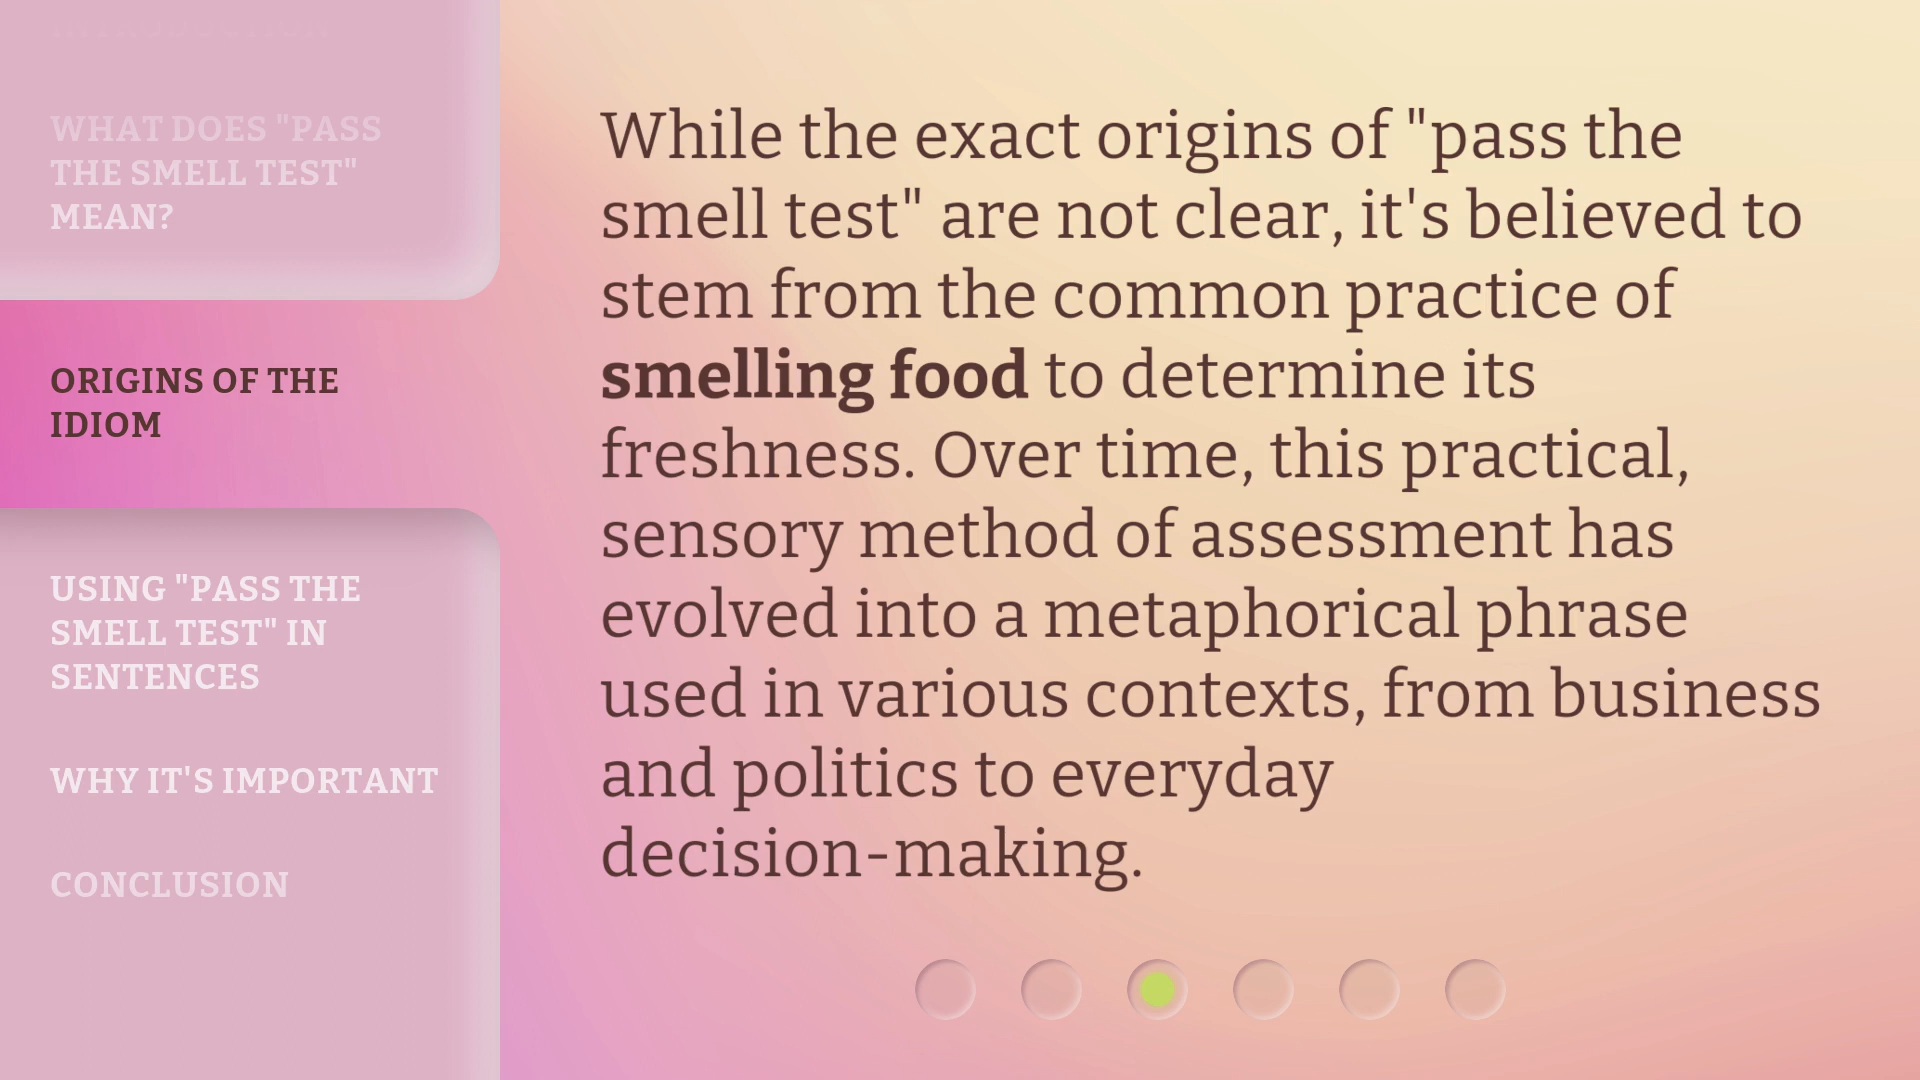 WHAT DOES "PASS
THE SMELL TEST"
MEAN?
ORIGINS OF THE
IDIOM
USING "PASS THE
SMELL TEST" IN
SENTENCES
WHY IT'S IMPORTANT
CONCLUSION
While the exact origins of "pass the
smell test" are not clear, it's believed to
stem from the common practice of
smelling food to determine its
freshness. Over time, this practical,
sensory method of assessment has
evolved into a metaphorical phrase
used in various contexts, from business
and politics to everyday
decision-making.